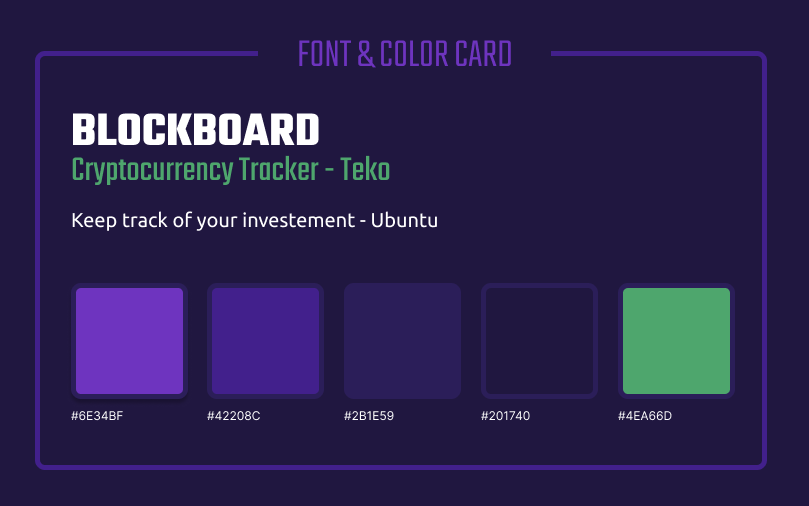 FONT & COLOR CARD
BLOCKBOARD
Cryptocurrency Tracker - Teko
Keep track of your investement - Ubuntu
#6E34BF
#42208C
#2B1E59
#201740
#4EA66D